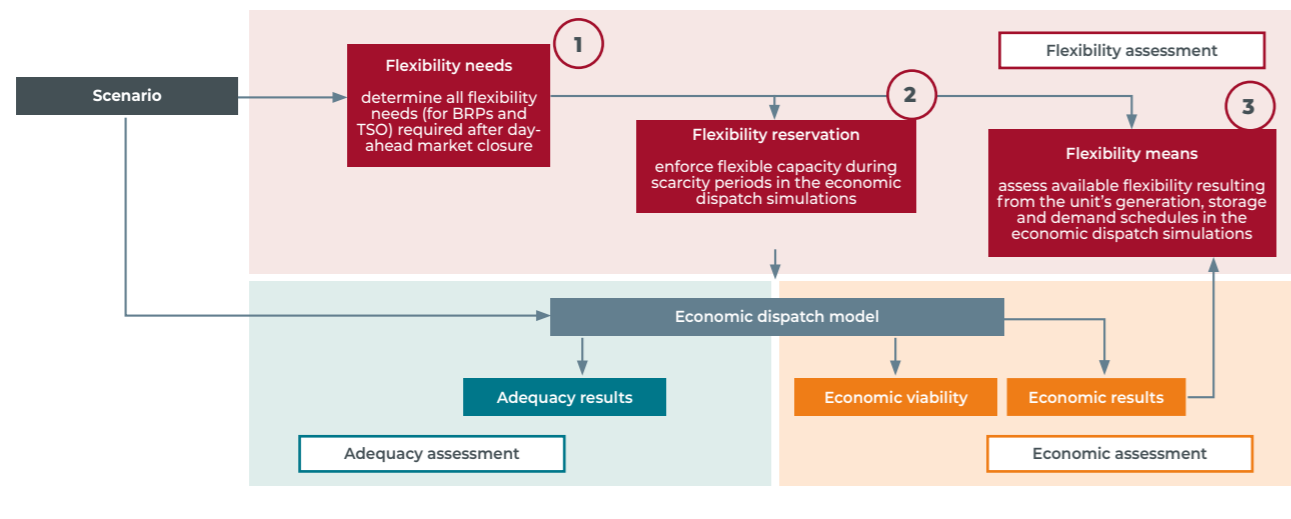 Scenario
Flexibility needs
determine all flexibility
needs (for BRPs and
TSO) required after day-
ahead market closure
1
Flexibility reservation
enforce flexible capacity during
scarcity periods in the economic
dispatch simulations
2
Flexibility assessment
3
Flexibility means
assess available flexibility resulting
from the unit's generation, storage
and demand schedules in the
economic dispatch simulations
Economic dispatch model
Adequacy results
Economic viability
Economic results
Adequacy assessment
Economic assessment